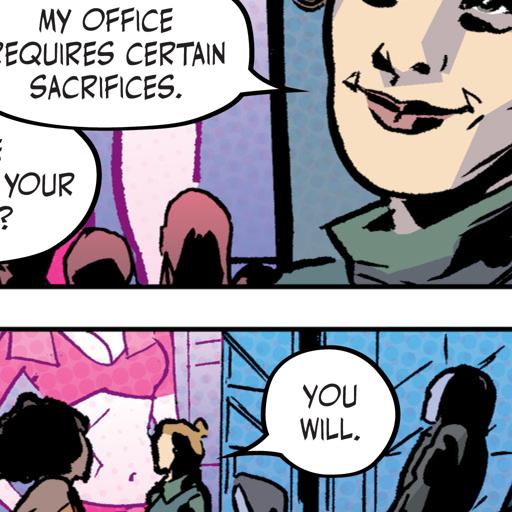 MY OFFICE
REQUIRES CERTAIN
SACRIFICES.
YOUR
?
YOU
WILL.